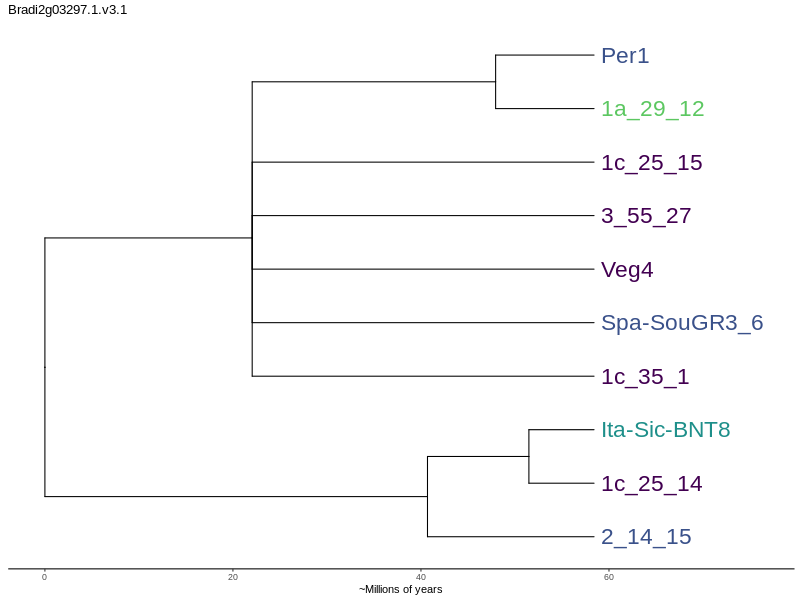 Bradi2g03297.1.v3.1
Per1
1a_29_12
1c_25_15
3_55_27
Veg4
Spa-SouGR3_6
1c_35_1
Ita-Sic-BNT8
1c_25_14
2_14_15
0 20 40 60
~Millions of years